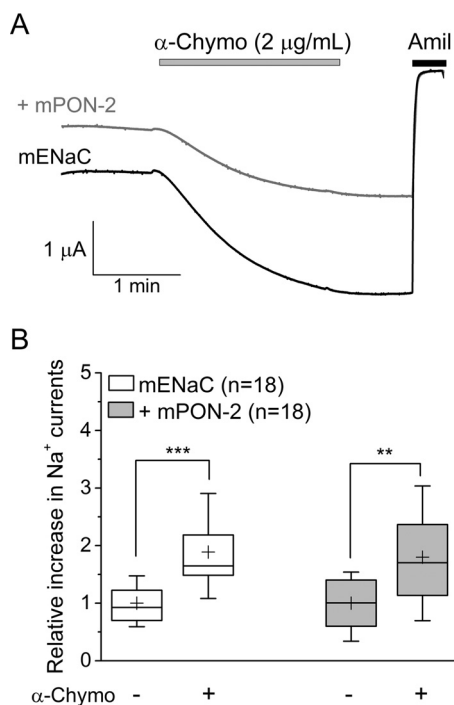 A
α-Chymo (2 µg/mL)
Amil
+ mPON-2
mENaC
1 µA
1 min
B
Relative increase in Na⁺ currents
5
4
3
2
1
0
mENaC (n=18)
+ mPON-2 (n=18)
***
**
α-Chymo - + - +